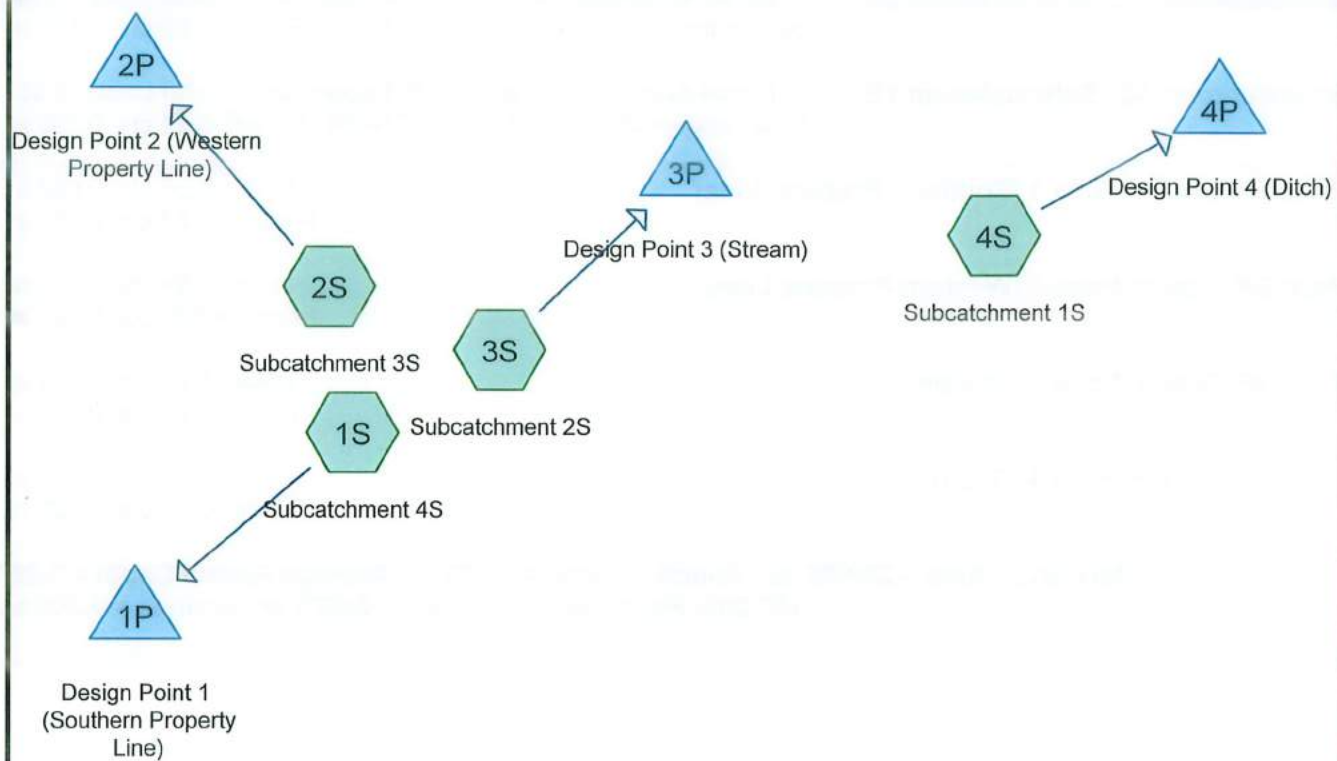 2P
Design Point 2 (Western
Property Line)
4P
Design Point 4 (Ditch)
3P
Design Point 3 (Stream)
4S
Subcatchment 1S
2S
Subcatchment 3S
3S
Subcatchment 2S
1S
Subcatchment 4S
1P
Design Point 1
(Southern Property
Line)